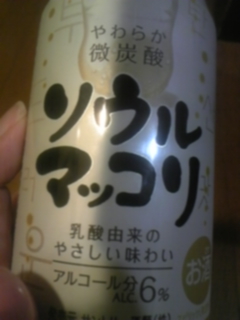 やわらか
微炭酸
ソウル
マッコリ
乳酸由来の
やさしい味わい
アルコール分
ALC.6%
お酒